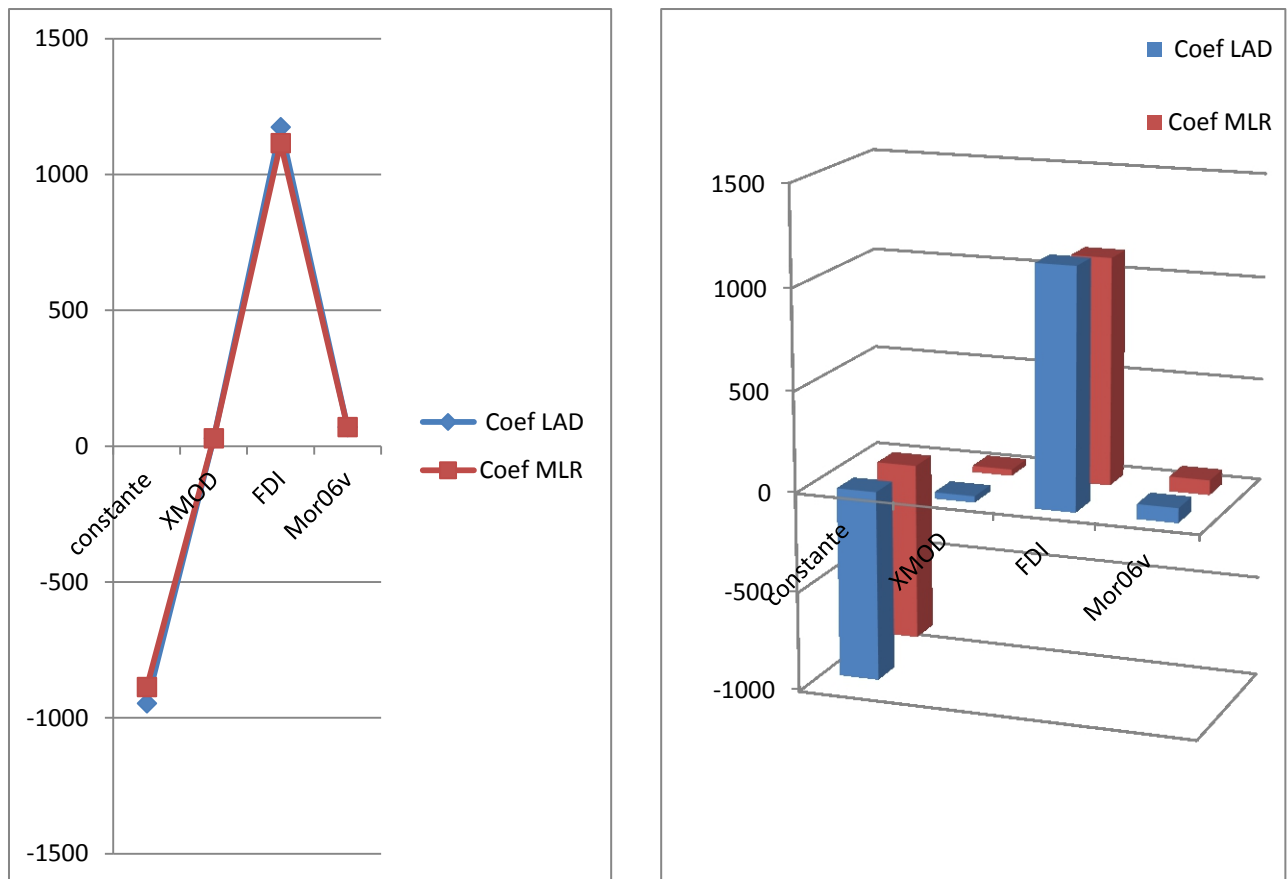 1500
1000
500
0
-500
-1000
-1500
constante
XMOD
FDI
Mor06v
Coef LAD
Coef MLR
Coef LAD
Coef MLR
1500
1000
500
0
-500
-1000
constante
XMOD
FDI
Mor06v